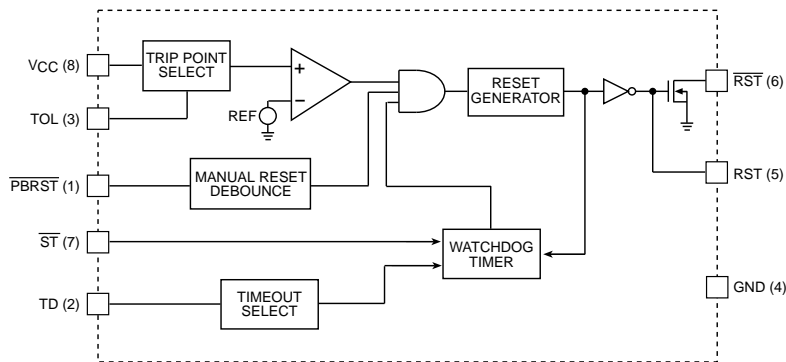 VCC (8)
TRIP POINT
SELECT
TOL (3)
REF
+
−
RESET
GENERATOR
RST (6)
RST (5)
PBRST (1)
MANUAL RESET
DEBOUNCE
ST (7)
WATCHDOG
TIMER
TD (2)
TIMEOUT
SELECT
GND (4)